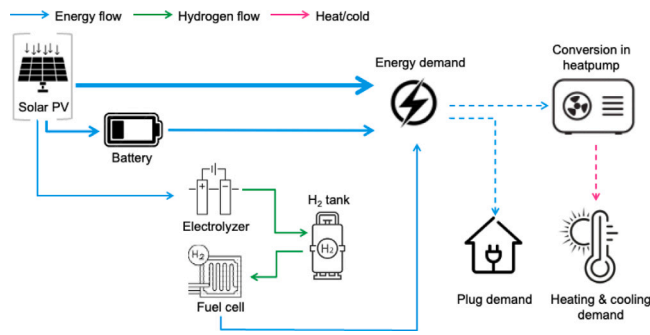 Energy flow
Hydrogen flow
Heat/cold
Solar PV
Battery
Energy demand
Conversion in
heatpump
+ −
Electrolyzer
H₂ tank
H₂
H₂
Fuel cell
Plug demand
Heating & cooling
demand